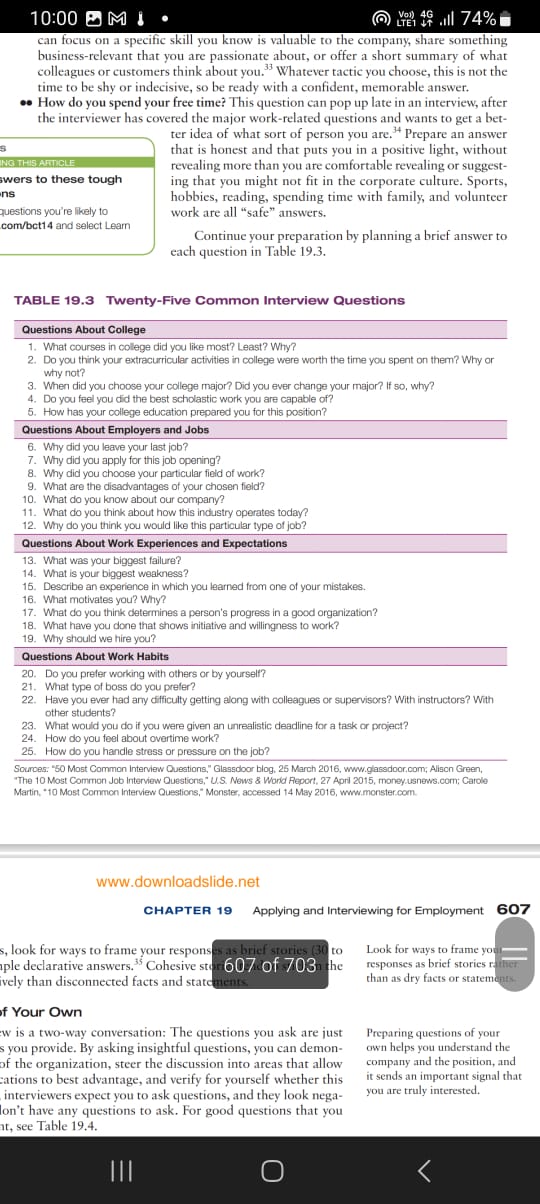 10:00 M
Vo) 4G LTE1 74%
can focus on a specific skill you know is valuable to the company, share something
business-relevant that you are passionate about, or offer a short summary of what
colleagues or customers think about you.33 Whatever tactic you choose, this is not the
time to be shy or indecisive, so be ready with a confident, memorable answer.
•• How do you spend your free time? This question can pop up late in an interview, after
the interviewer has covered the major work-related questions and wants to get a bet-
ter idea of what sort of person you are.34 Prepare an answer
that is honest and that puts you in a positive light, without
revealing more than you are comfortable revealing or suggest-
ing that you might not fit in the corporate culture. Sports,
hobbies, reading, spending time with family, and volunteer
work are all “safe” answers.
s
ING THIS ARTICLE
swers to these tough
ns
questions you're likely to
.com/bct14 and select Learn
Continue your preparation by planning a brief answer to
each question in Table 19.3.
TABLE 19.3 Twenty-Five Common Interview Questions
Questions About College
1. What courses in college did you like most? Least? Why?
2. Do you think your extracurricular activities in college were worth the time you spent on them? Why or
why not?
3. When did you choose your college major? Did you ever change your major? If so, why?
4. Do you feel you did the best scholastic work you are capable of?
5. How has your college education prepared you for this position?
Questions About Employers and Jobs
6. Why did you leave your last job?
7. Why did you apply for this job opening?
8. Why did you choose your particular field of work?
9. What are the disadvantages of your chosen field?
10. What do you know about our company?
11. What do you think about how this industry operates today?
12. Why do you think you would like this particular type of job?
Questions About Work Experiences and Expectations
13. What was your biggest failure?
14. What is your biggest weakness?
15. Describe an experience in which you learned from one of your mistakes.
16. What motivates you? Why?
17. What do you think determines a person's progress in a good organization?
18. What have you done that shows initiative and willingness to work?
19. Why should we hire you?
Questions About Work Habits
20. Do you prefer working with others or by yourself?
21. What type of boss do you prefer?
22. Have you ever had any difficulty getting along with colleagues or supervisors? With instructors? With
other students?
23. What would you do if you were given an unrealistic deadline for a task or project?
24. How do you feel about overtime work?
25. How do you handle stress or pressure on the job?
Sources: "50 Most Common Interview Questions," Glassdoor blog, 25 March 2016, www.glassdoor.com; Alison Green,
"The 10 Most Common Job Interview Questions," U.S. News & World Report, 27 April 2015, money.usnews.com; Carole
Martin, "10 Most Common Interview Questions," Monster, accessed 14 May 2016, www.monster.com.
www.downloadslide.net
CHAPTER 19 Applying and Interviewing for Employment 607
s, look for ways to frame your responses as brief stories (30 to
mple declarative answers.35 Cohesive stor the
ively than disconnected facts and statements.
607 of 703
Look for ways to frame your
responses as brief stories rather
than as dry facts or statements.
of Your Own
ew is a two-way conversation: The questions you ask are just
s you provide. By asking insightful questions, you can demon-
of the organization, steer the discussion into areas that allow
cations to best advantage, and verify for yourself whether this
interviewers expect you to ask questions, and they look nega-
lon't have any questions to ask. For good questions that you
nt, see Table 19.4.
Preparing questions of your
own helps you understand the
company and the position, and
it sends an important signal that
you are truly interested.